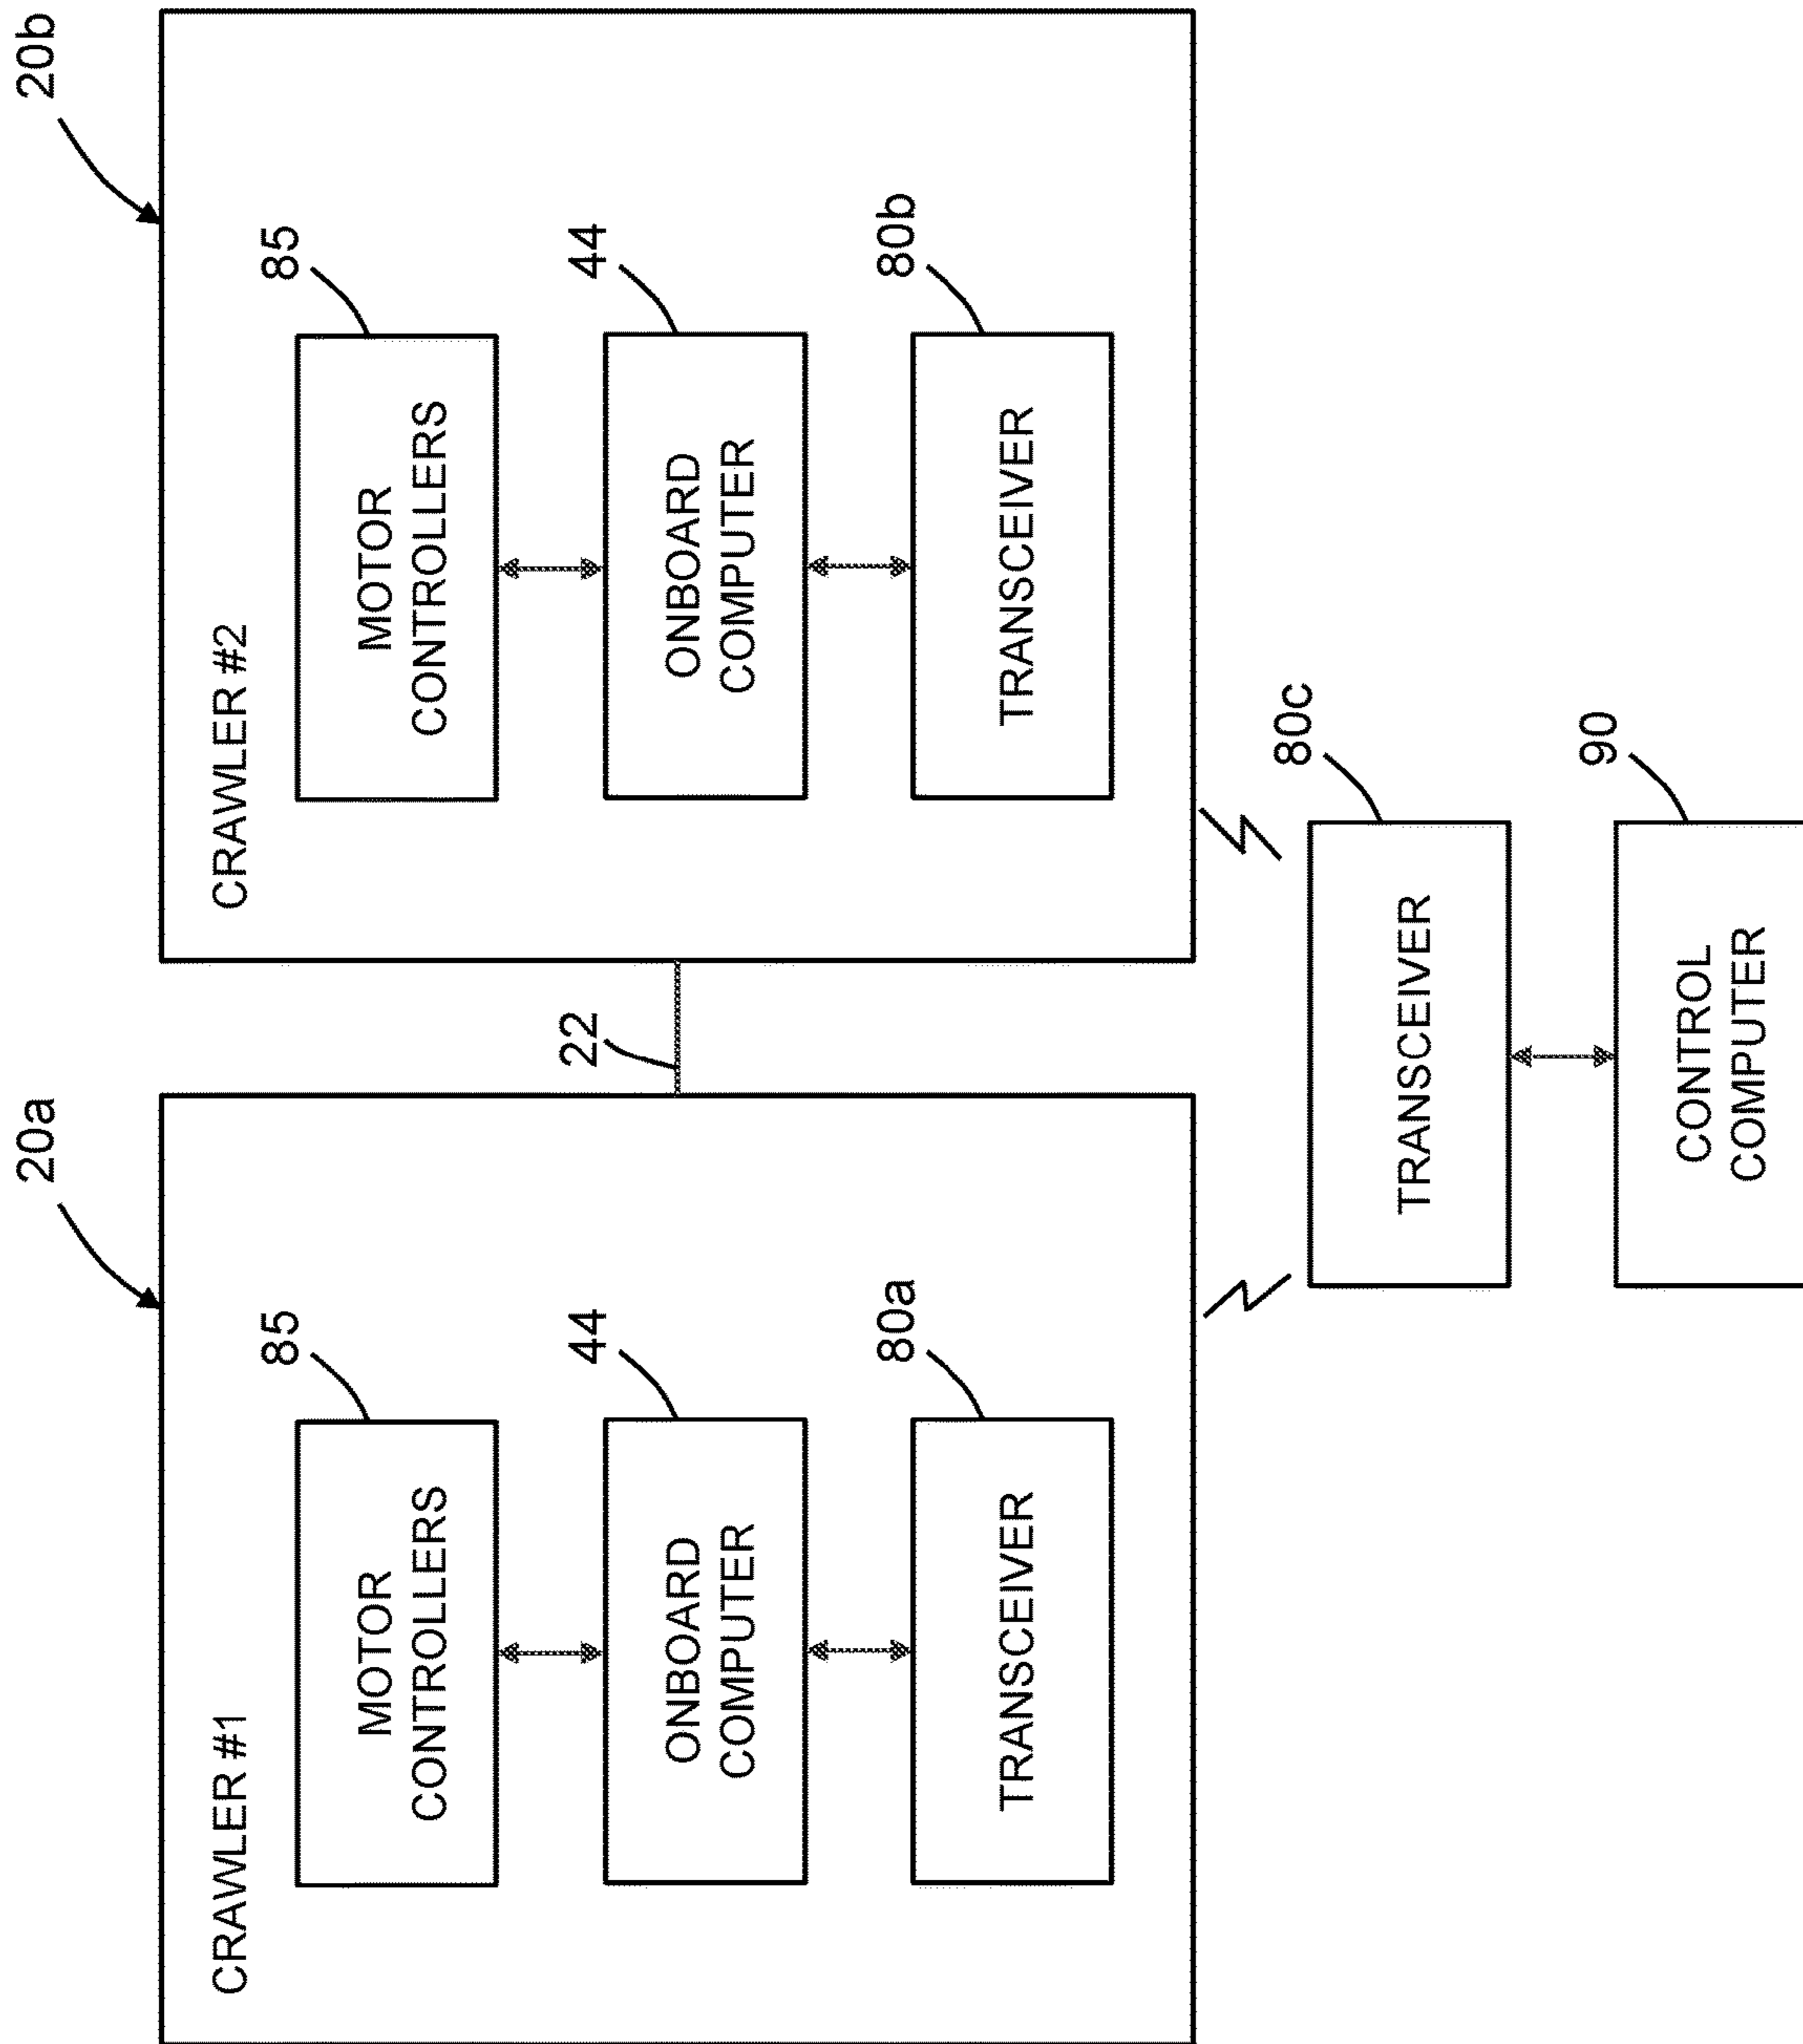 20a
CRAWLER #1
85
MOTOR
CONTROLLERS
44
ONBOARD
COMPUTER
80a
TRANSCEIVER
22
20b
CRAWLER #2
85
MOTOR
CONTROLLERS
44
ONBOARD
COMPUTER
80b
TRANSCEIVER
80c
TRANSCEIVER
90
CONTROL
COMPUTER